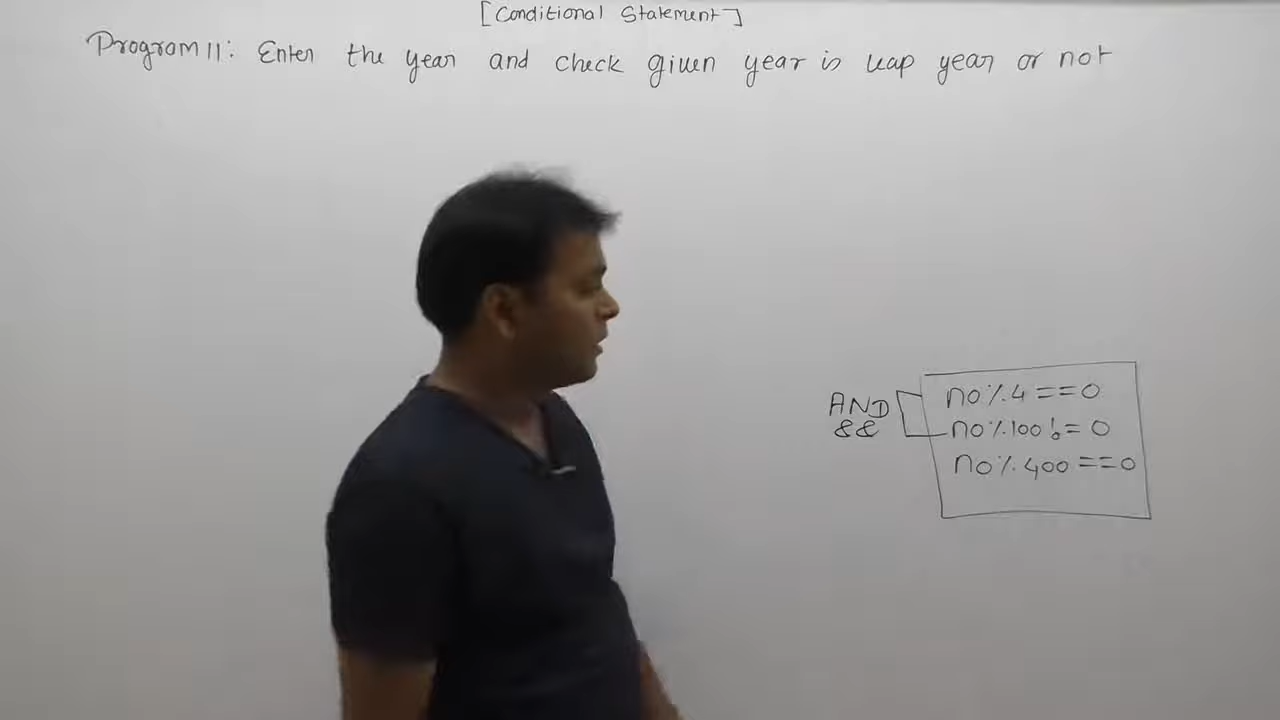 [Conditional Statement]
Program 11: Enter the year and check given year is leap year or not
AND
&&
no%4==0
no%100!=0
no%400==0